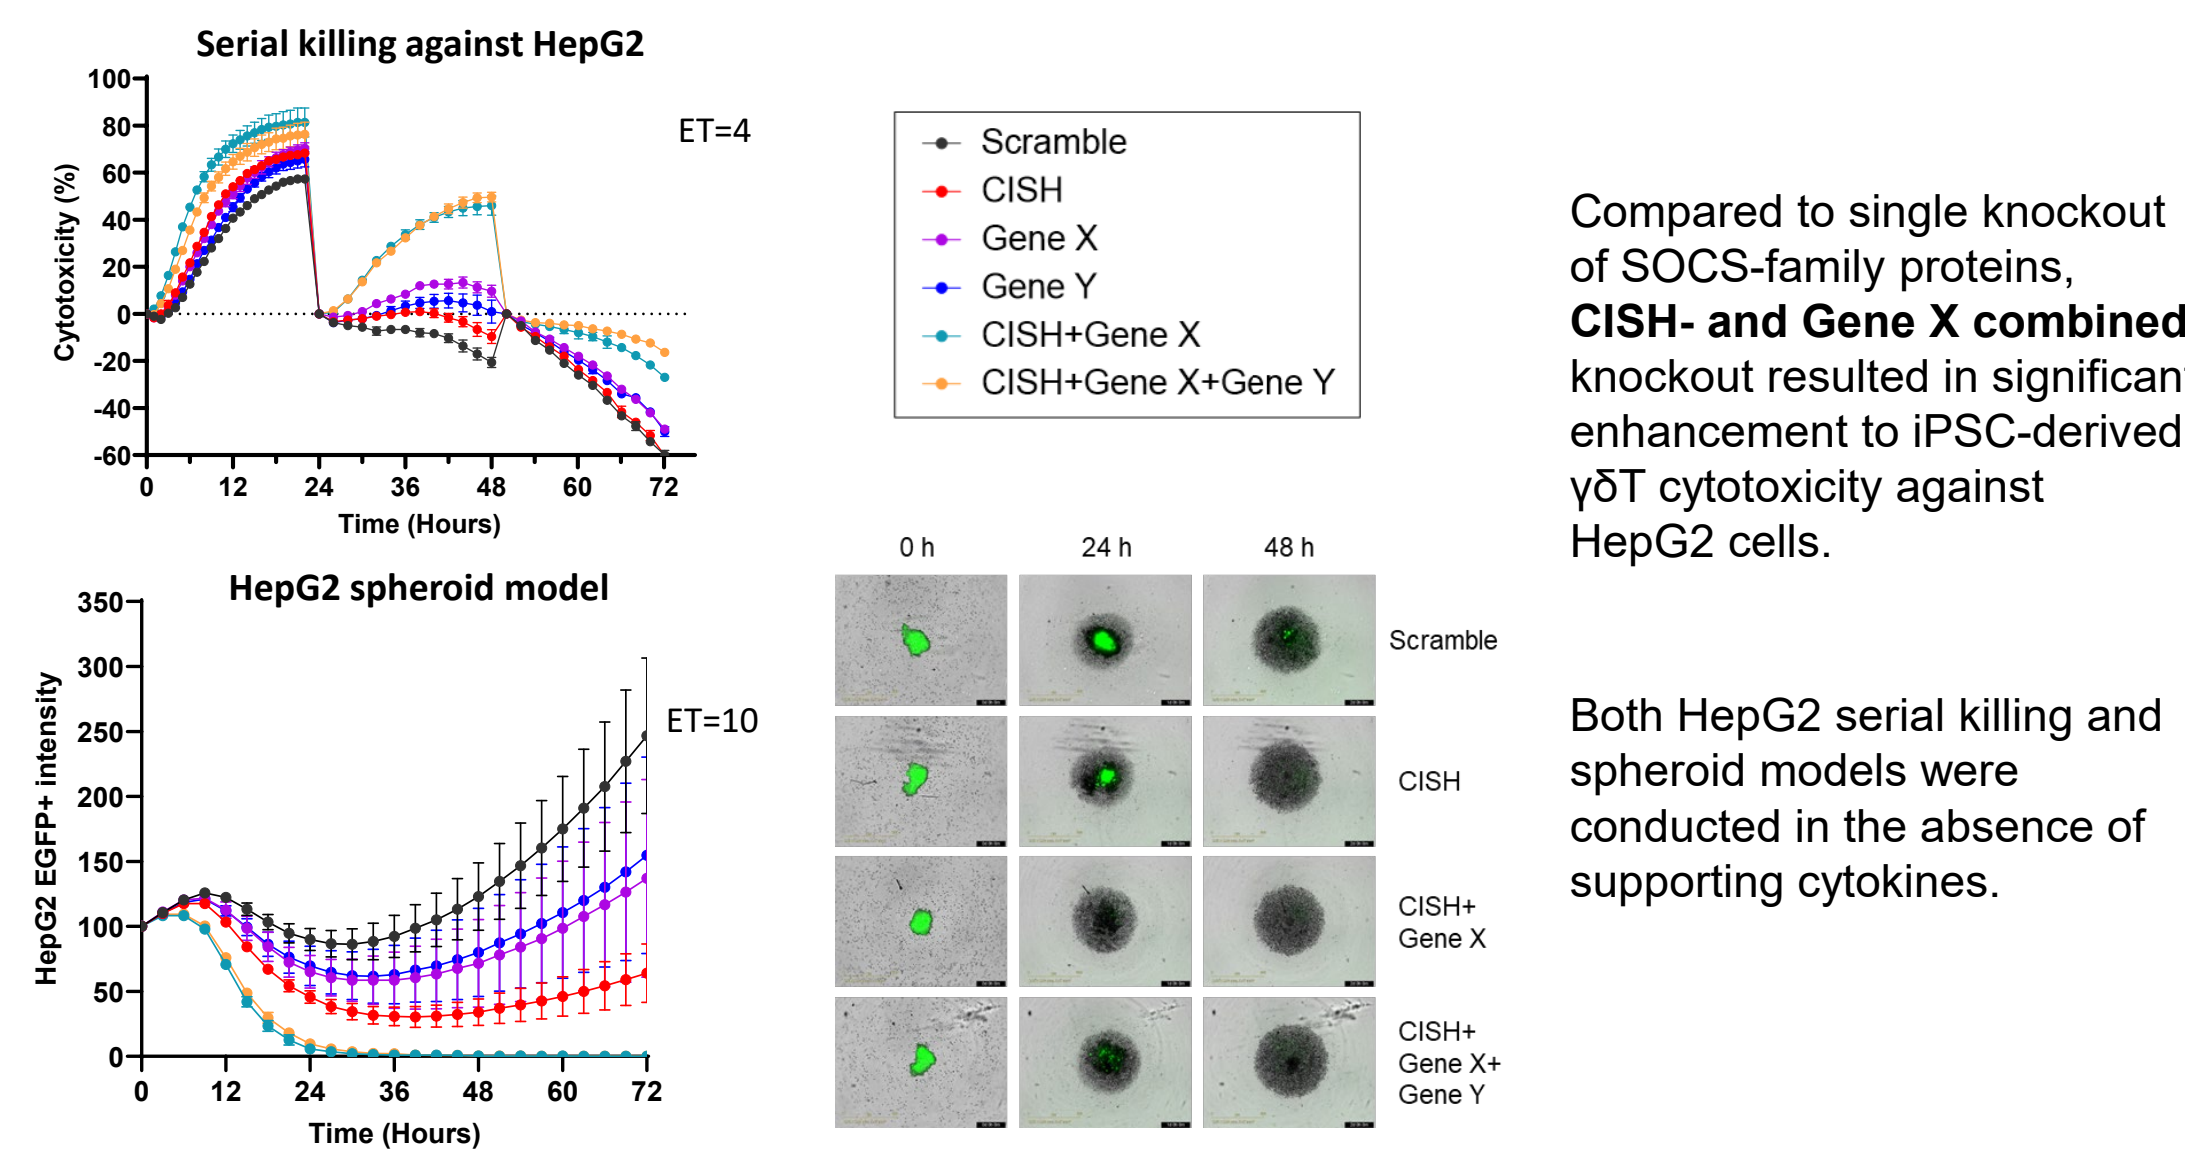 Serial killing against HepG2
ET=4
Cytotoxicity (%)
100
80
60
40
20
0
-20
-40
-60
0 12 24 36 48 60 72
Time (Hours)
Scramble
CISH
Gene X
Gene Y
CISH+Gene X
CISH+Gene X+Gene Y
Compared to single knockout
of SOCS-family proteins,
CISH- and Gene X combined
knockout resulted in significant
enhancement to iPSC-derived
γδT cytotoxicity against
HepG2 cells.
HepG2 spheroid model
ET=10
HepG2 EGFP+ intensity
350
300
250
200
150
100
50
0
0 12 24 36 48 60 72
Time (Hours)
0 h 24 h 48 h
Scramble
CISH
CISH+
Gene X
CISH+
Gene X+
Gene Y
Both HepG2 serial killing and
spheroid models were
conducted in the absence of
supporting cytokines.